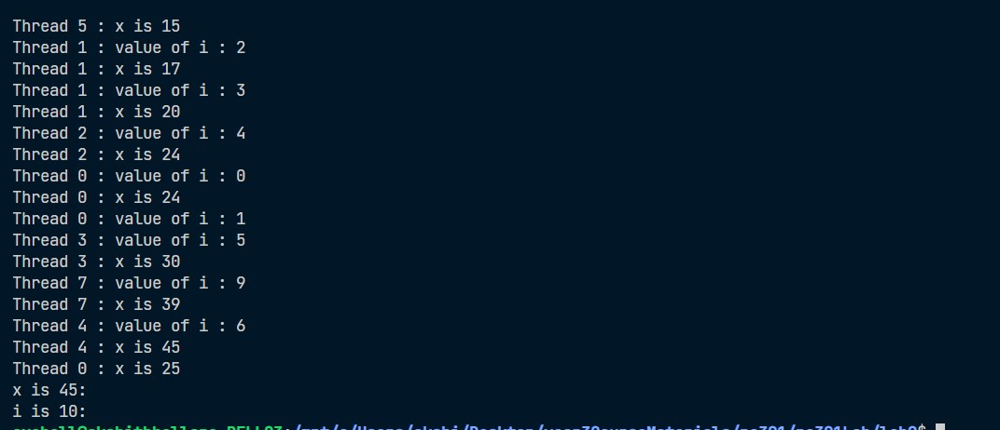 Thread 5 : x is 15
Thread 1 : value of i : 2
Thread 1 : x is 17
Thread 1 : value of i : 3
Thread 1 : x is 20
Thread 2 : value of i : 4
Thread 2 : x is 24
Thread 0 : value of i : 0
Thread 0 : x is 24
Thread 0 : value of i : 1
Thread 3 : value of i : 5
Thread 3 : x is 30
Thread 7 : value of i : 9
Thread 7 : x is 39
Thread 4 : value of i : 6
Thread 4 : x is 45
Thread 0 : x is 25
x is 45:
i is 10: